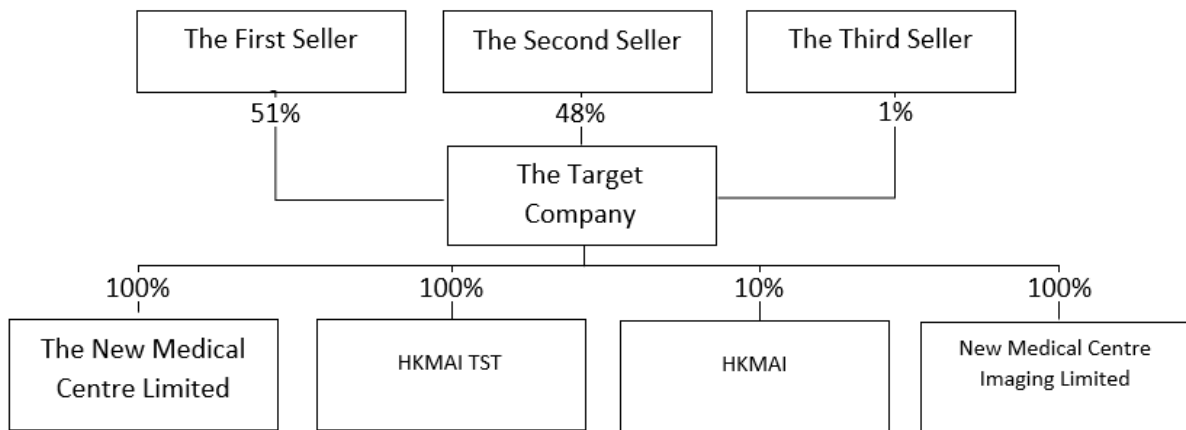 The First Seller
The Second Seller
The Third Seller
51%
48%
1%
The Target
Company
100%
100%
10%
100%
The New Medical
Centre Limited
HKMAI TST
HKMAI
New Medical Centre
Imaging Limited